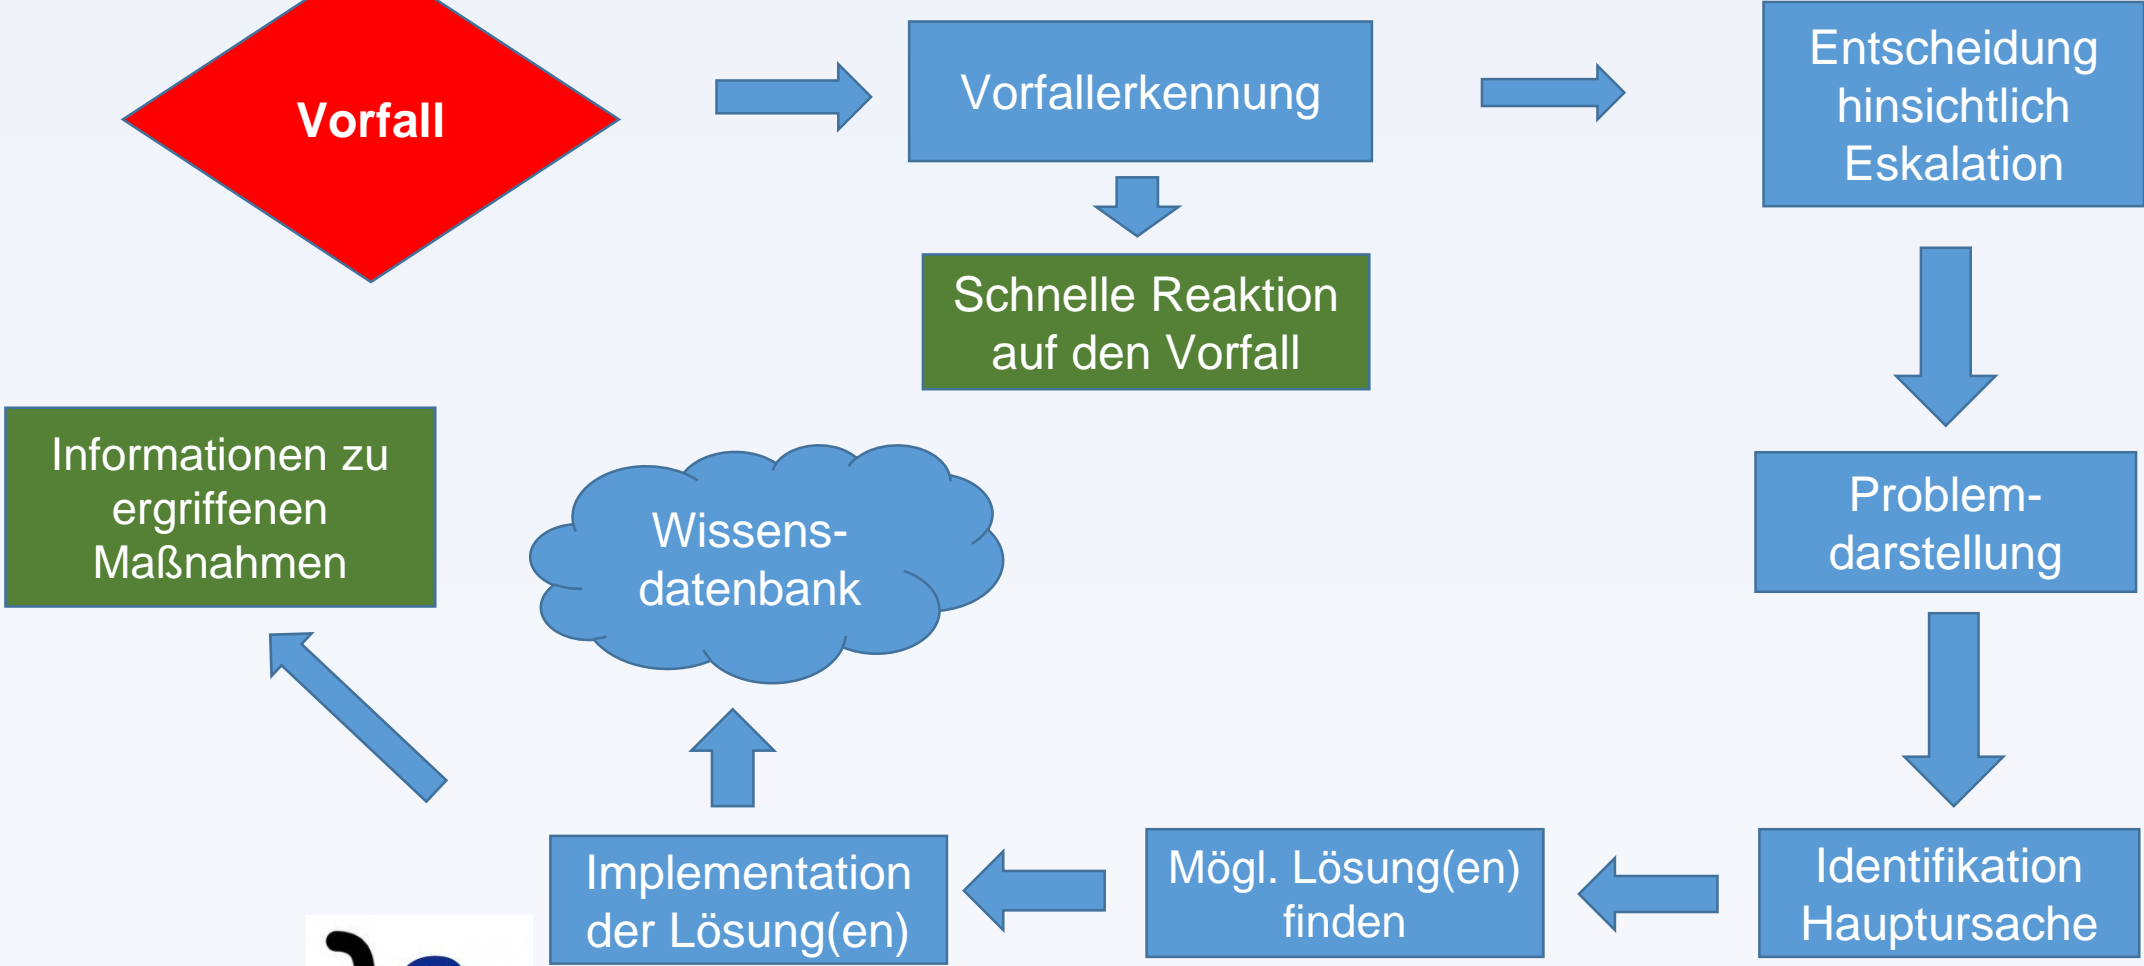 Vorfall
Vorfallerkennung
Entscheidung
hinsichtlich
Eskalation
Schnelle Reaktion
auf den Vorfall
Informationen zu
ergriffenen
Maßnahmen
Wissens-
datenbank
Problem-
darstellung
Implementation
der Lösung(en)
Mögl. Lösung(en)
finden
Identifikation
Hauptursache